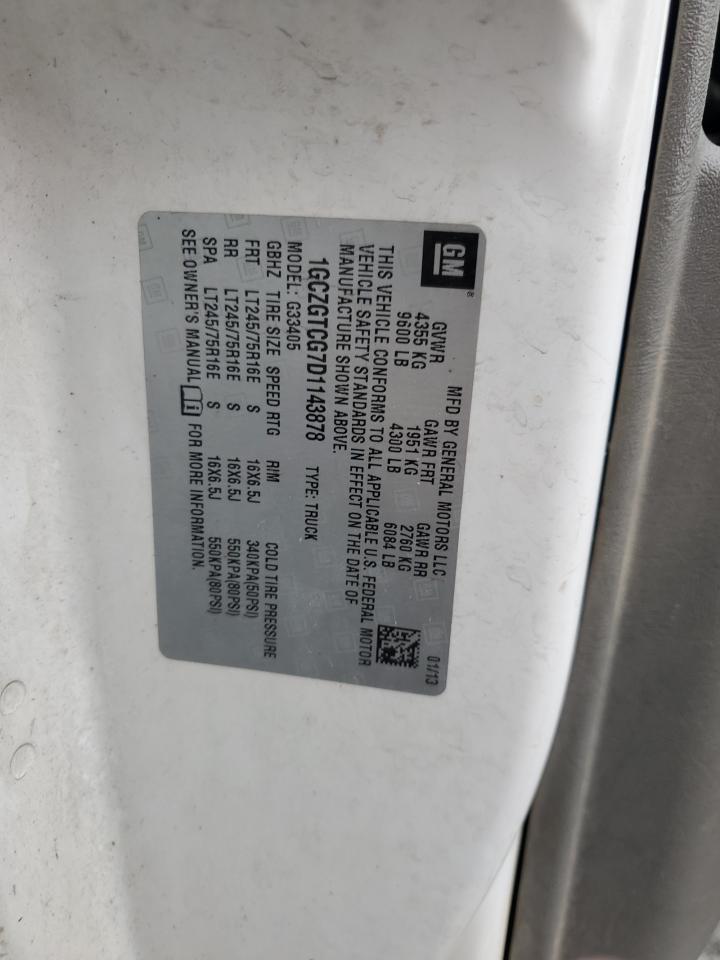 GM®
MFD BY GENERAL MOTORS LLC 01/13
GVWR GAWR FRT GAWR RR
4355 KG 1951 KG 2760 KG
9600 LB 4300 LB 6084 LB
THIS VEHICLE CONFORMS TO ALL APPLICABLE U.S. FEDERAL MOTOR
VEHICLE SAFETY STANDARDS IN EFFECT ON THE DATE OF
MANUFACTURE SHOWN ABOVE.
1GCZGTCG7D1143878 TYPE: TRUCK
MODEL: G33405
GBHZ TIRE SIZE SPEED RTG RIM COLD TIRE PRESSURE
FRT LT245/75R16E S 16X6.5J 340KPA(50PSI)
RR LT245/75R16E S 16X6.5J 550KPA(80PSI)
SPA LT245/75R16E S 16X6.5J 550KPA(80PSI)
SEE OWNER'S MANUAL FOR MORE INFORMATION.